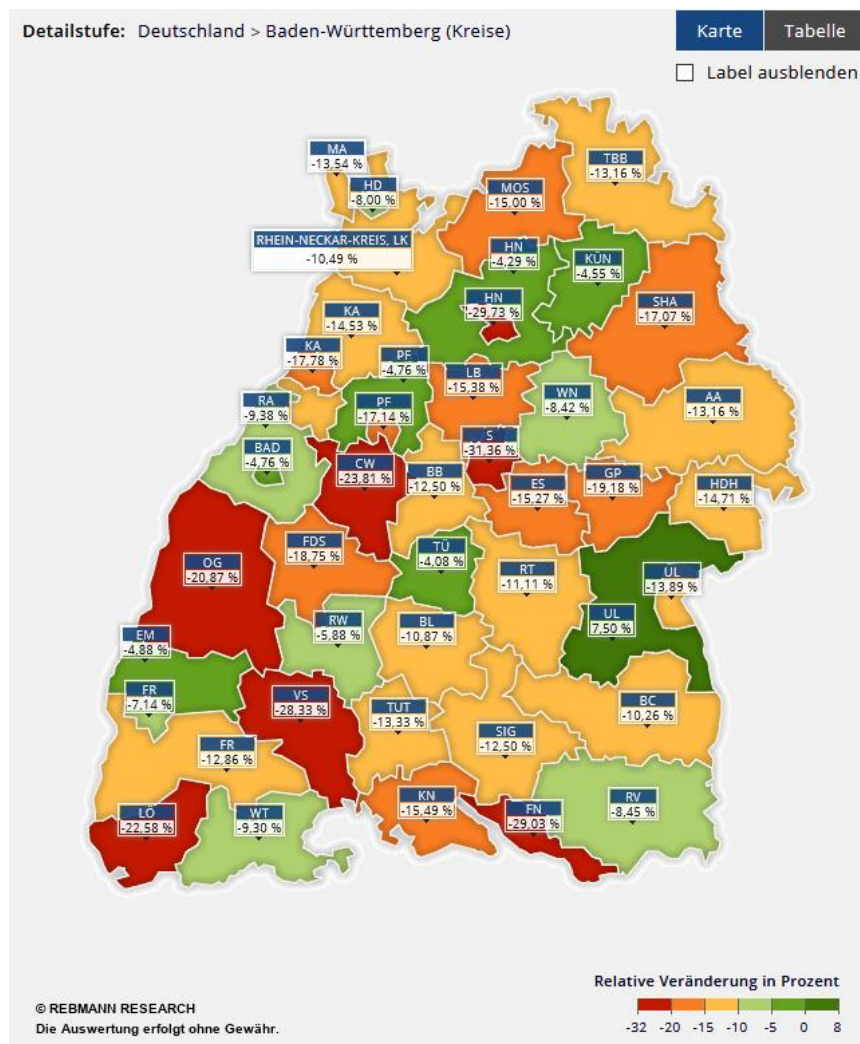 Detailstufe: Deutschland > Baden-Württemberg (Kreise)
Karte
Tabelle
Label ausblenden
MA
-13,54 %
HD
-8,00 %
TBB
-13,16 %
MOS
-15,00 %
RHEIN-NECKAR-KREIS, LK
-10,49 %
HN
-4,29 %
KÜN
-4,55 %
HN
-29,73 %
SHA
-17,07 %
KA
-14,53 %
KA
-17,78 %
PF
-4,76 %
LB
-15,38 %
WN
-8,42 %
AA
-13,16 %
RA
-9,38 %
PF
-17,14 %
BAD
-4,76 %
S
-31,36 %
CW
-23,81 %
BB
-12,50 %
ES
-15,27 %
GP
-19,18 %
HDH
-14,71 %
FDS
-18,75 %
TÜ
-4,08 %
OG
-20,87 %
RT
-11,11 %
UL
-13,89 %
UL
7,50 %
RW
-5,88 %
BL
-10,87 %
EM
-4,88 %
FR
-7,14 %
VS
-28,33 %
TUT
-13,33 %
BC
-10,26 %
SIG
-12,50 %
FR
-12,86 %
KN
-15,49 %
RV
-8,45 %
FN
-29,03 %
LÖ
-22,58 %
WT
-9,30 %
Relative Veränderung in Prozent
-32 -20 -15 -10 -5 0 8
© REBMANN RESEARCH
Die Auswertung erfolgt ohne Gewähr.